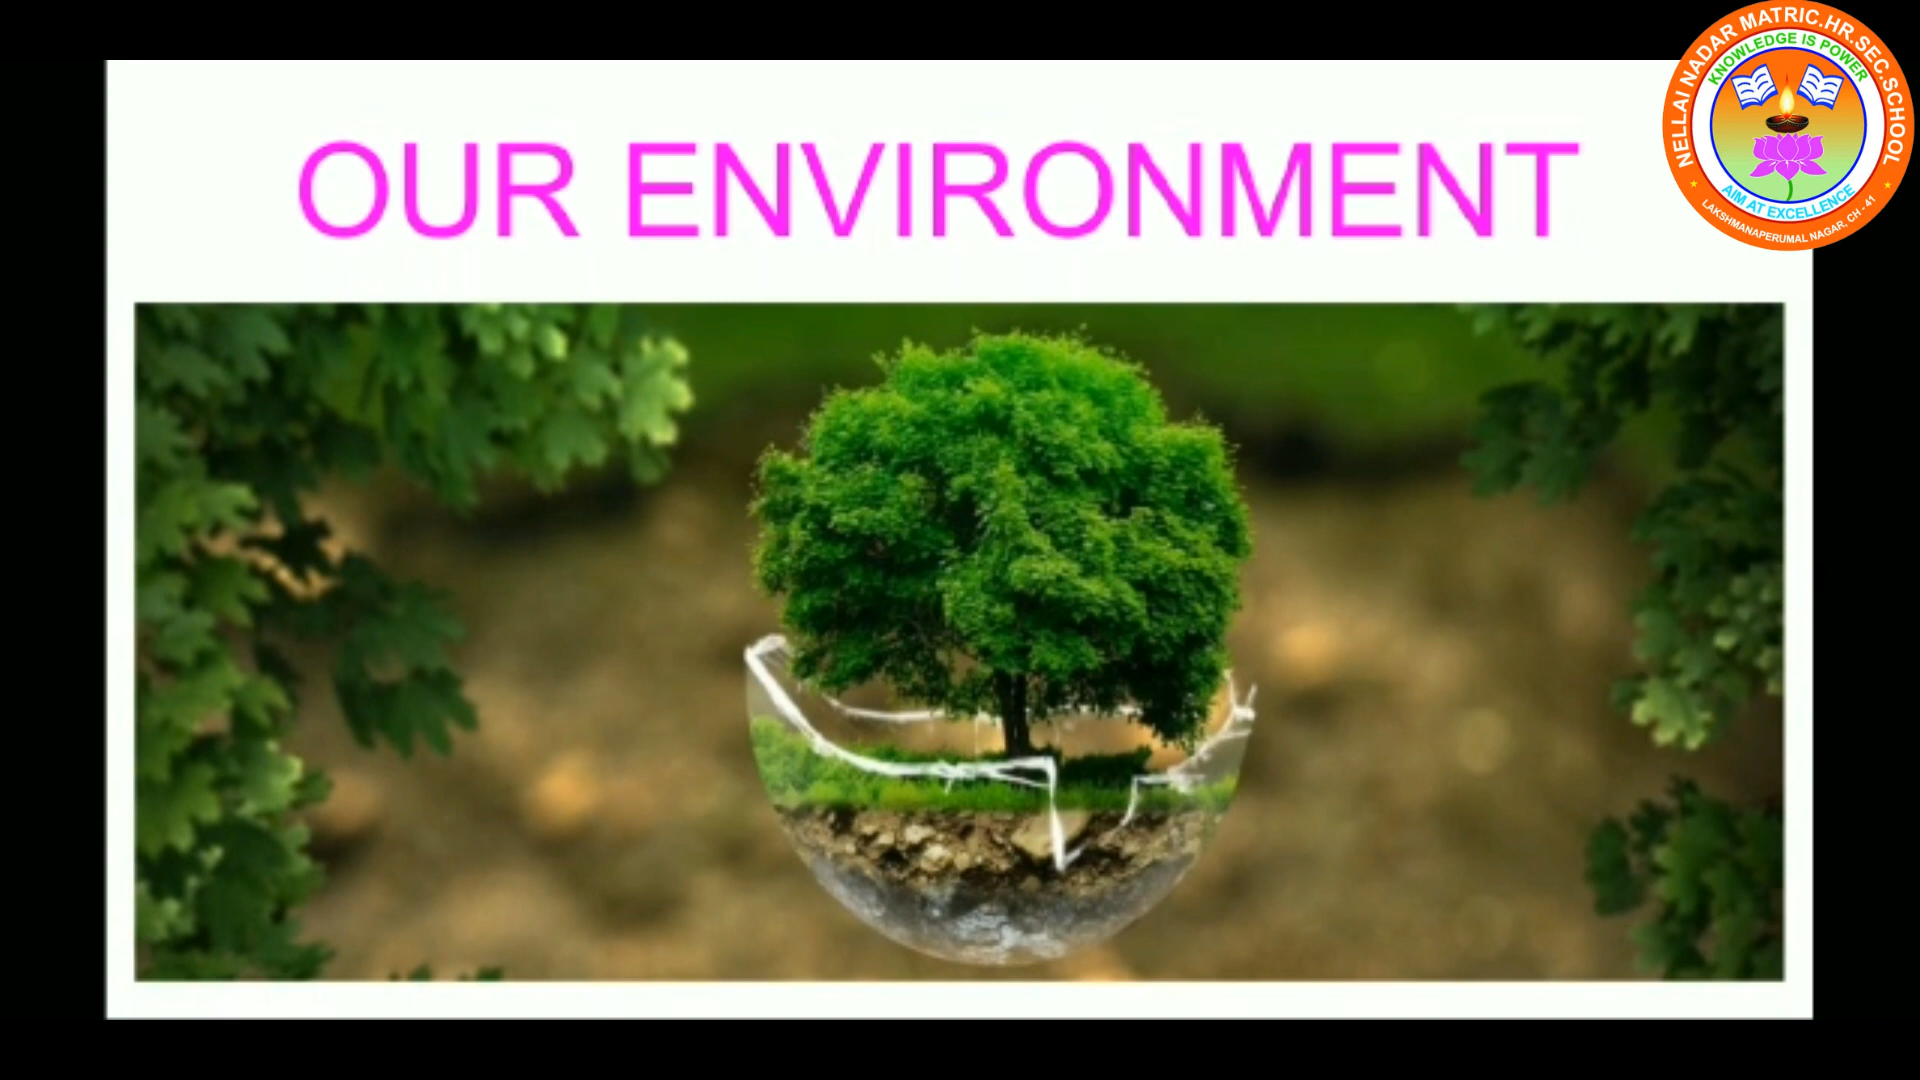 OUR ENVIRONMENT
NELLAI NADAR MATRIC.HR.SEC.SCHOOL
KNOWLEDGE IS POWER
AIM AT EXCELLENCE
LAKSHMANAPERUMAL NAGAR, CH - 41